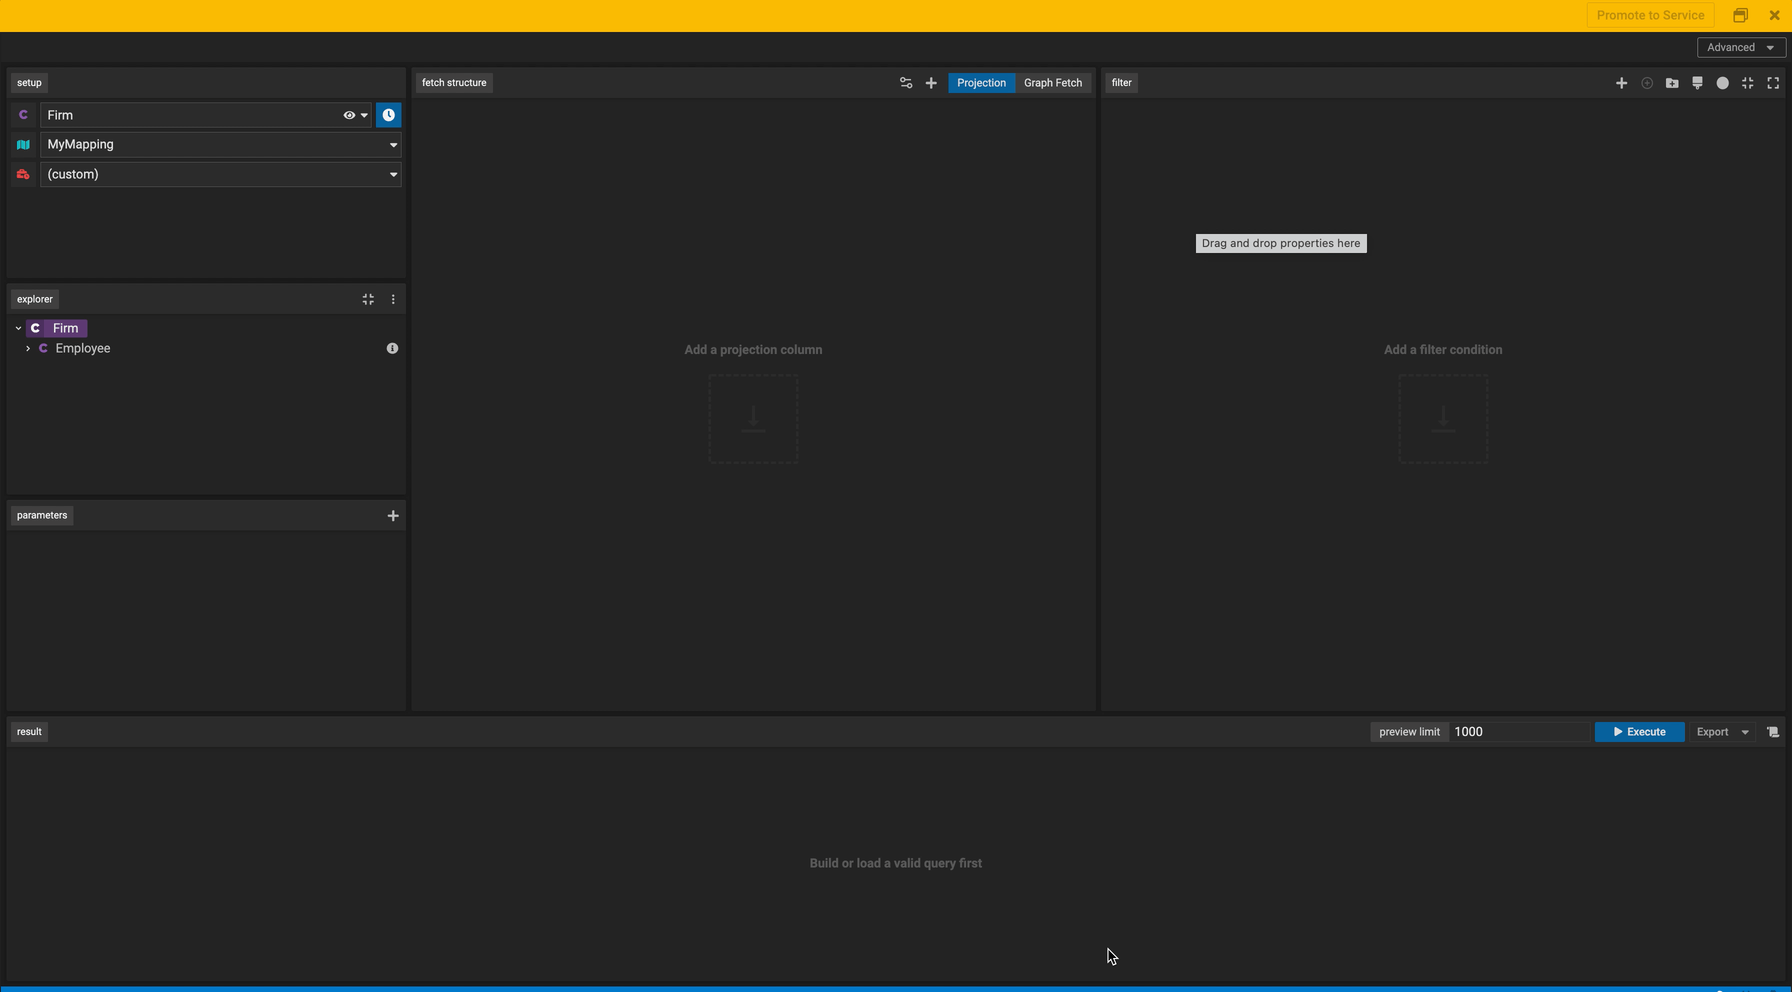 Promote to Service
Advanced
setup
fetch structure
Projection
Graph Fetch
filter
C Firm
MyMapping
(custom)
Drag and drop properties here
explorer
C Firm
C Employee
Add a projection column
Add a filter condition
parameters
result
preview limit 1000
Execute
Export
Build or load a valid query first